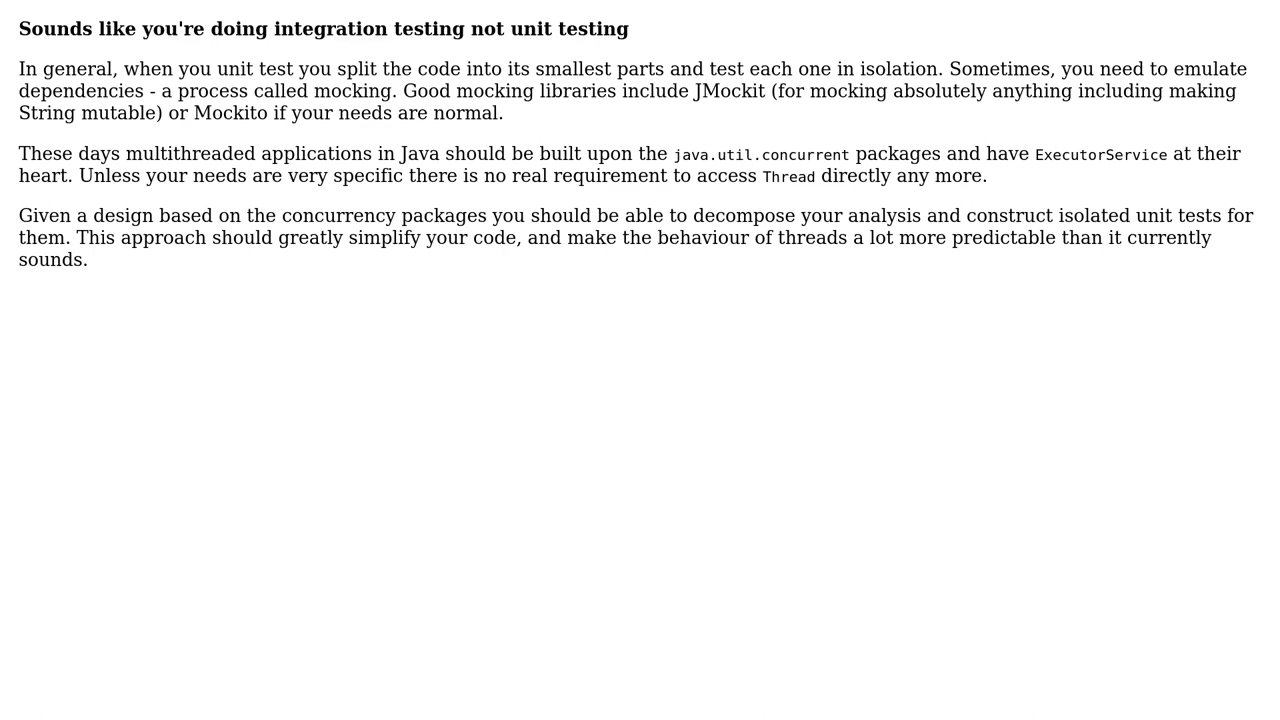 Sounds like you're doing integration testing not unit testing
In general, when you unit test you split the code into its smallest parts and test each one in isolation. Sometimes, you need to emulate
dependencies - a process called mocking. Good mocking libraries include JMockit (for mocking absolutely anything including making
String mutable) or Mockito if your needs are normal.
These days multithreaded applications in Java should be built upon the java.util.concurrent packages and have ExecutorService at their
heart. Unless your needs are very specific there is no real requirement to access Thread directly any more.
Given a design based on the concurrency packages you should be able to decompose your analysis and construct isolated unit tests for
them. This approach should greatly simplify your code, and make the behaviour of threads a lot more predictable than it currently
sounds.